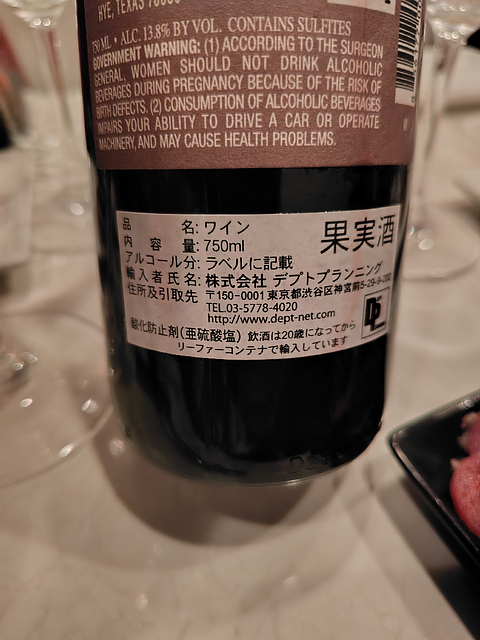 HYE, TEXAS
750 ML • ALC. 13.8% BY VOL. CONTAINS SULFITES
GOVERNMENT WARNING: (1) ACCORDING TO THE SURGEON
GENERAL, WOMEN SHOULD NOT DRINK ALCOHOLIC
BEVERAGES DURING PREGNANCY BECAUSE OF THE RISK OF
BIRTH DEFECTS. (2) CONSUMPTION OF ALCOHOLIC BEVERAGES
IMPAIRS YOUR ABILITY TO DRIVE A CAR OR OPERATE
MACHINERY, AND MAY CAUSE HEALTH PROBLEMS.
品名: ワイン
果実酒
内容量: 750ml
アルコール分: ラベルに記載
輸入者氏名: 株式会社 デプトプランニング
住所及引取先 〒150-0001 東京都渋谷区神宮前5-29-9-202
TEL.03-5778-4020
http://www.dept-net.com
酸化防止剤(亜硫酸塩) 飲酒は20歳になってから
リーファーコンテナで輸入しています